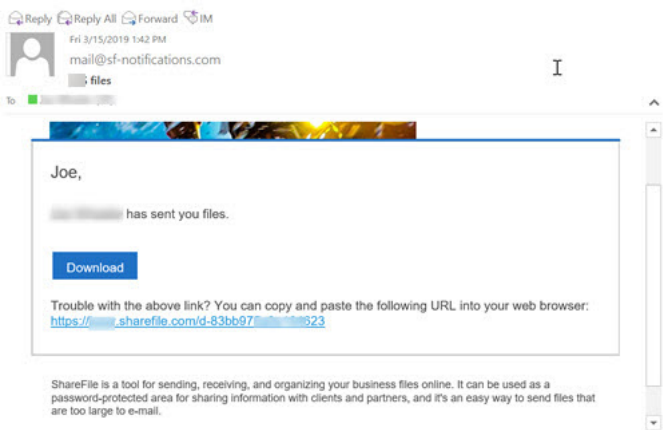 Reply Reply All Forward IM
Fri 3/15/2019 1:42 PM
mail@sf-notifications.com
files
To
Joe,
has sent you files.
Download
Trouble with the above link? You can copy and paste the following URL into your web browser:
https:// .sharefile.com/d-83bb97 623
ShareFile is a tool for sending, receiving, and organizing your business files online. It can be used as a
password-protected area for sharing information with clients and partners, and it's an easy way to send files that
are too large to e-mail.